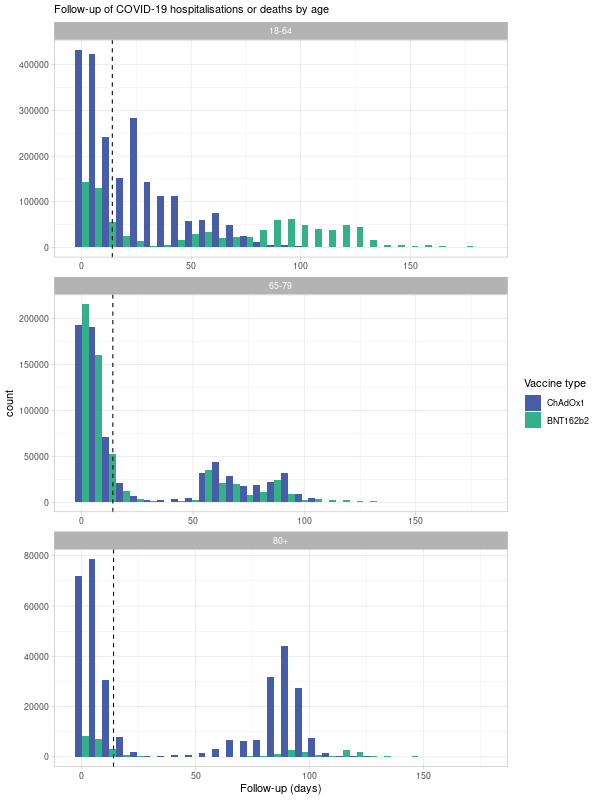 Follow-up of COVID-19 hospitalisations or deaths by age
18-64
400000
300000
200000
100000
0
0 50 100 150
65-79
200000
150000
100000
50000
0
0 50 100 150
80+
80000
60000
40000
20000
0
0 50 100 150
Follow-up (days)
count
Vaccine type
ChAdOx1
BNT162b2